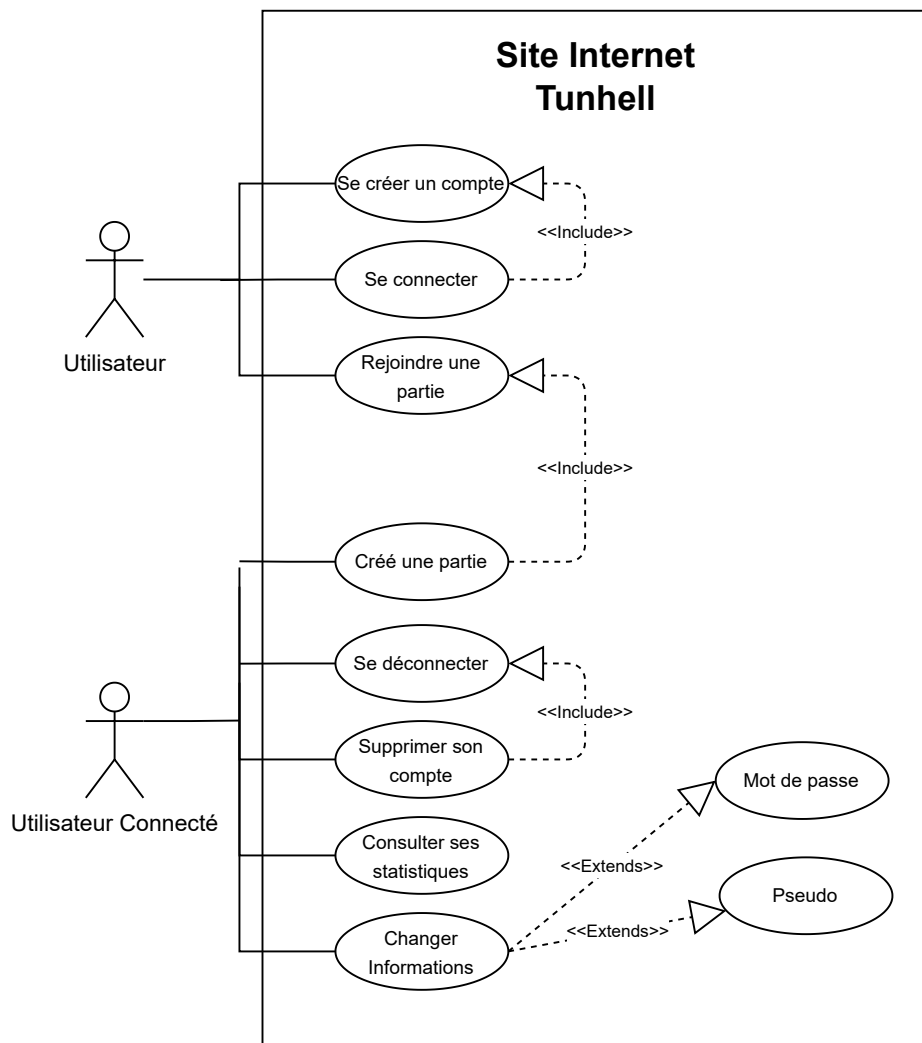 Site Internet
Tunhell
Se créer un compte
<<Include>>
Se connecter
Utilisateur
Rejoindre une
partie
<<Include>>
Créé une partie
Se déconnecter
<<Include>>
Supprimer son
compte
Utilisateur Connecté
Mot de passe
Consulter ses
statistiques
<<Extends>>
Pseudo
<<Extends>>
Changer
Informations